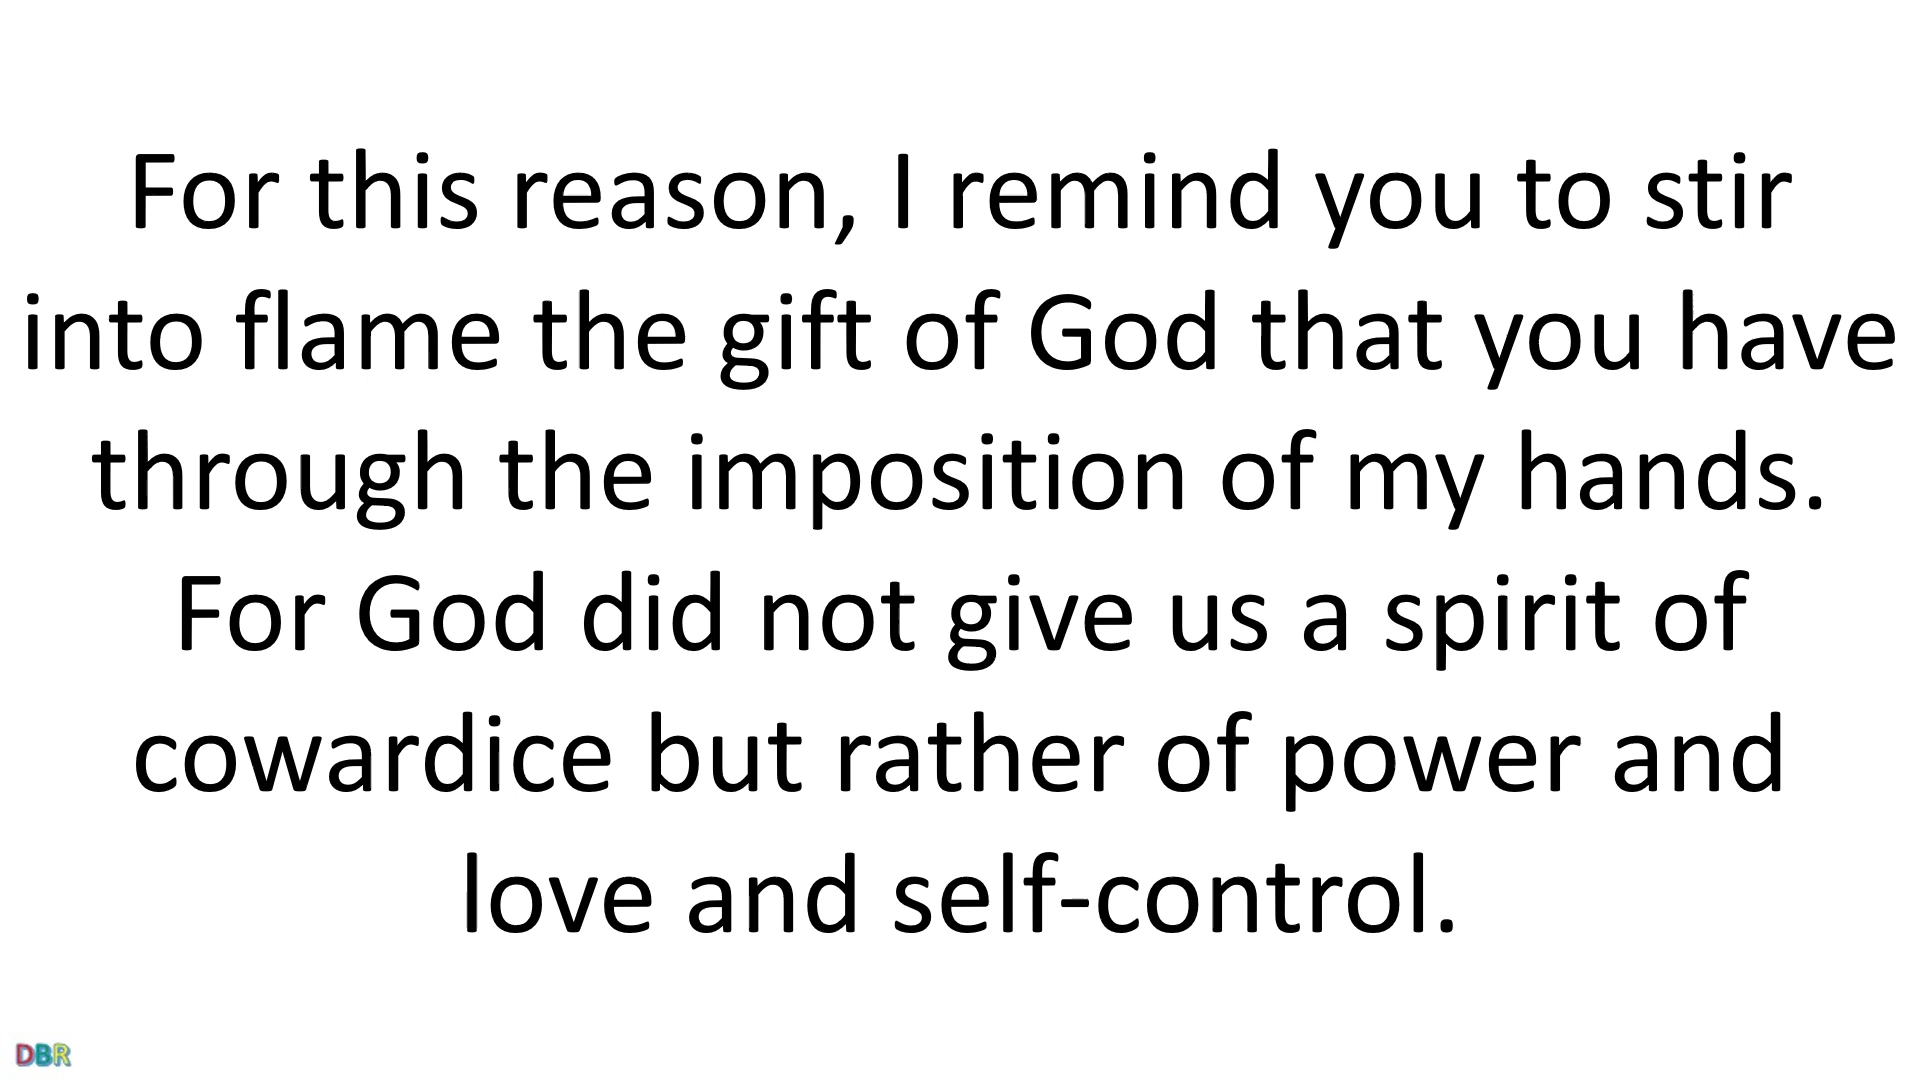 For this reason, I remind you to stir
into flame the gift of God that you have
through the imposition of my hands.
For God did not give us a spirit of
cowardice but rather of power and
love and self-control.
DBR